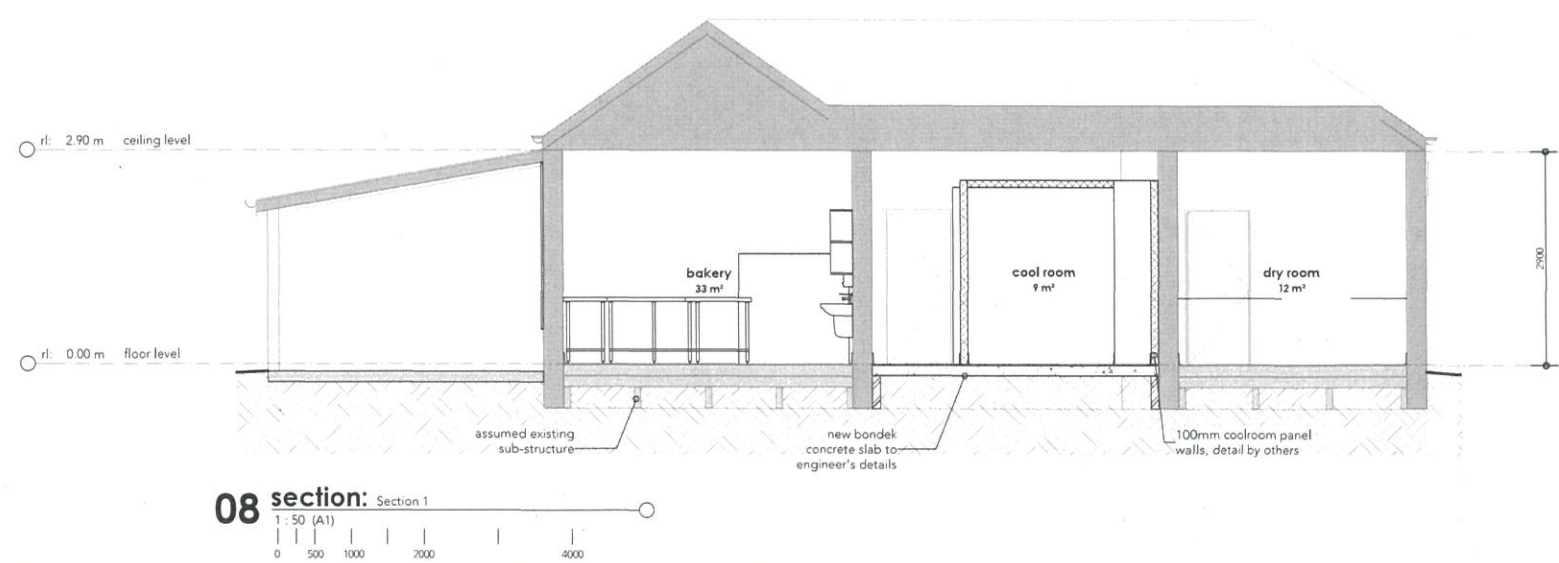 rl: 2.90 m ceiling level
2900
bakery
33 m²
cool room
9 m²
dry room
12 m²
rl: 0.00 m floor level
assumed existing
sub-structure
new bondek
concrete slab to
engineer's details
100mm coolroom panel
walls, detail by others
08 section: Section 1
1 : 50 (A1)
0 500 1000 2000 4000